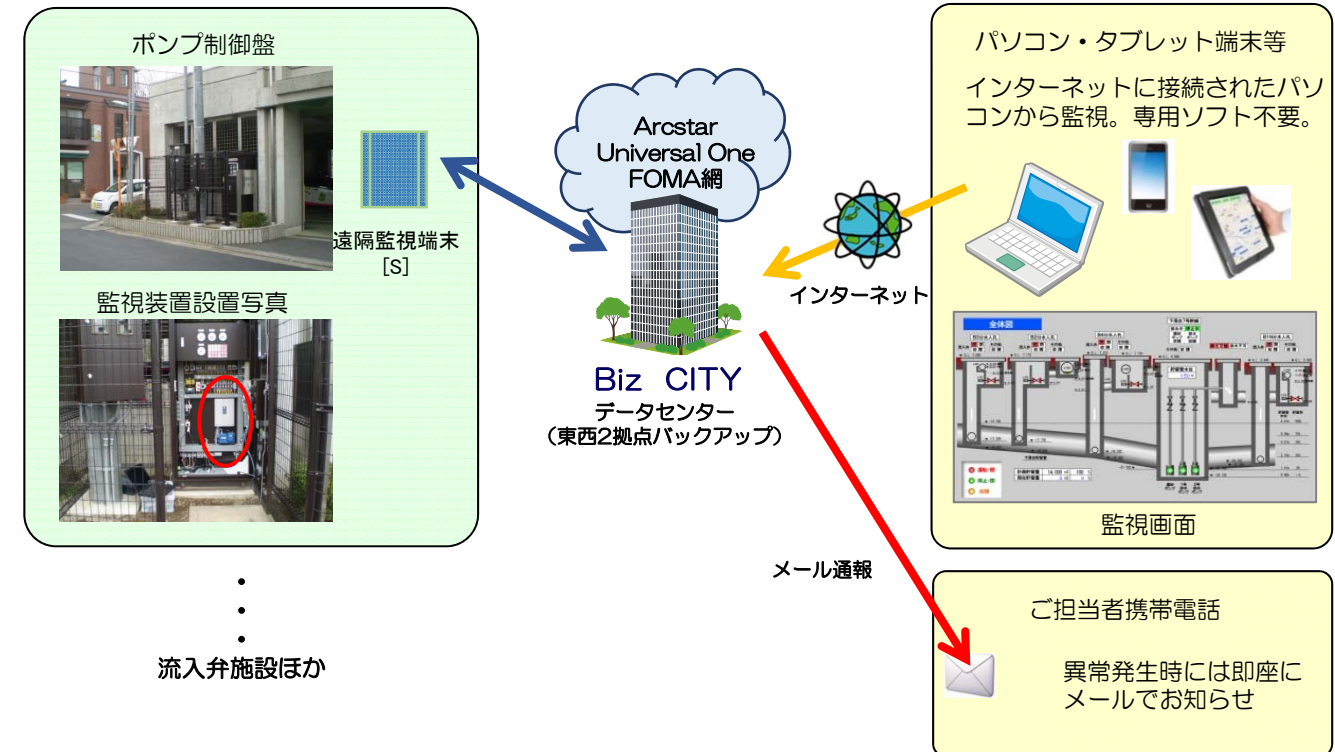 ポンプ制御盤
遠隔監視端末
[S]
監視装置設置写真
・
・
・
流入弁施設ほか
Arcstar
Universal One
FOMA網
Biz CITY
データセンター
（東西2拠点バックアップ）
インターネット
メール通報
パソコン・タブレット端末等
インターネットに接続されたパソ
コンから監視。専用ソフト不要。
全体図
監視画面
ご担当者携帯電話
異常発生時には即座に
メールでお知らせ